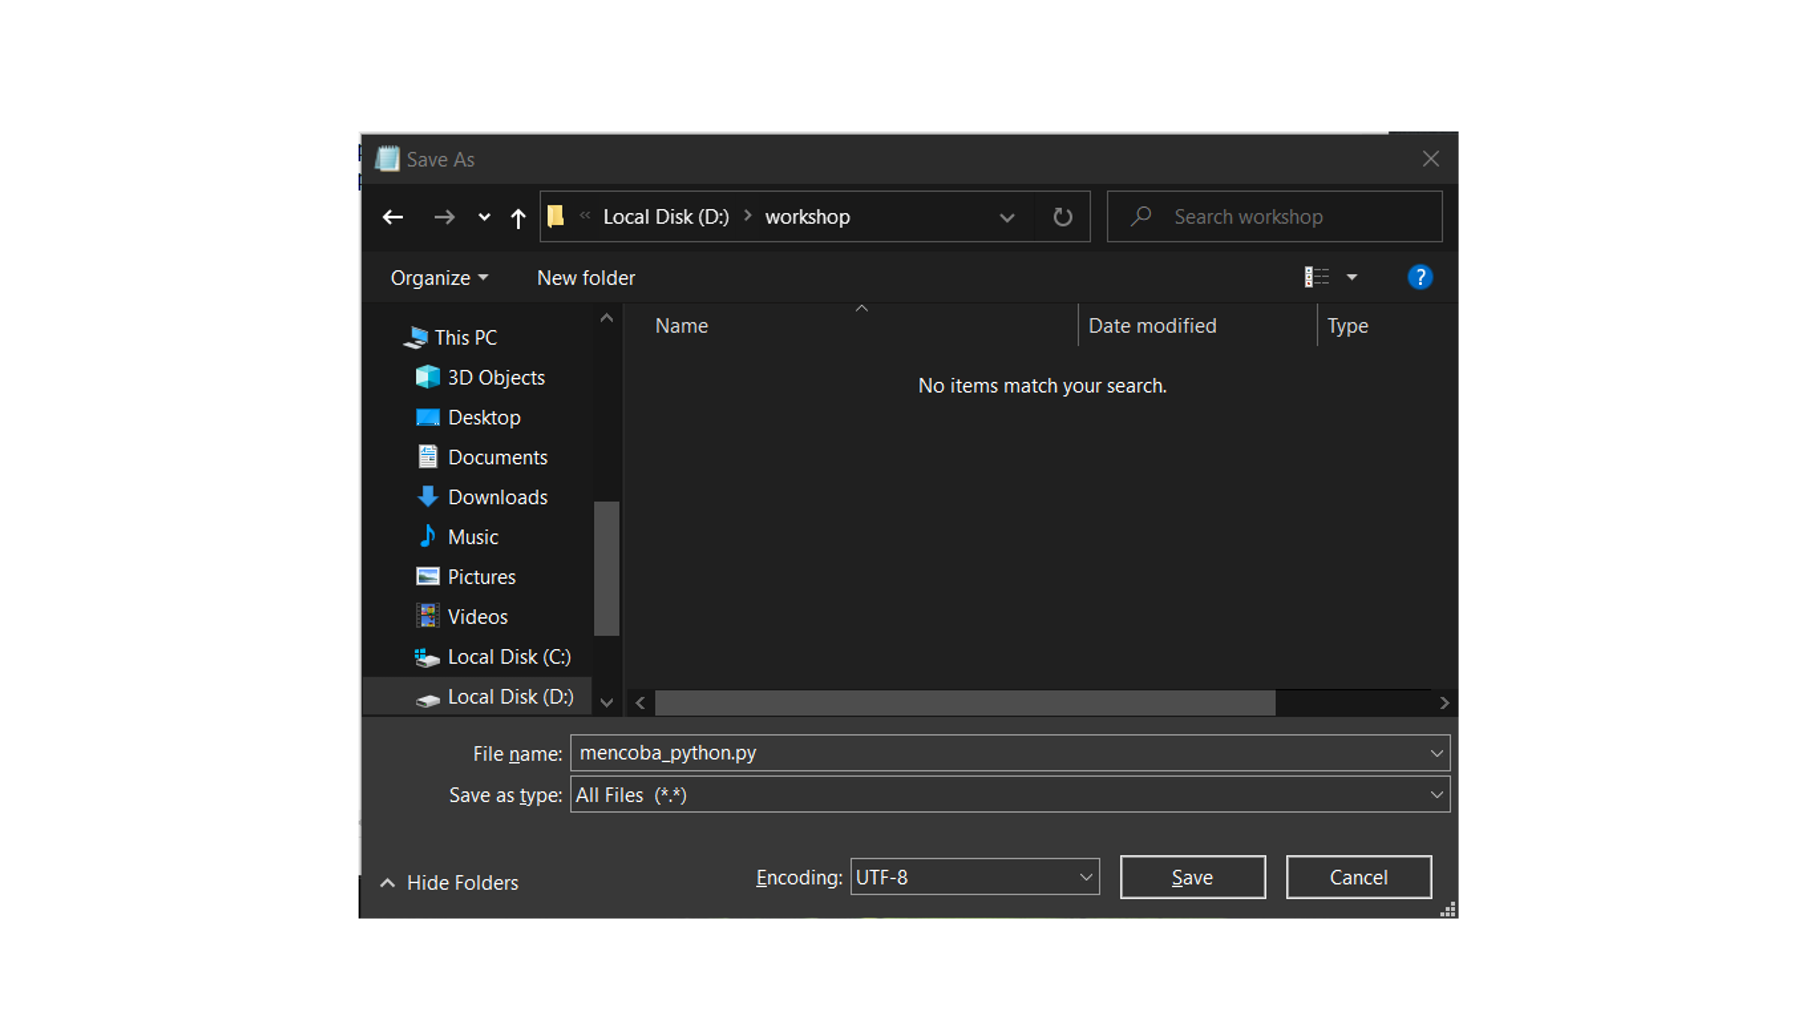 Save As
« Local Disk (D:) > workshop
Search workshop
Organize
New folder
?
Name
Date modified
Type
No items match your search.
This PC
3D Objects
Desktop
Documents
Downloads
Music
Pictures
Videos
Local Disk (C:)
Local Disk (D:)
File name: mencoba_python.py
Save as type: All Files (*.*)
Hide Folders
Encoding: UTF-8
Save
Cancel